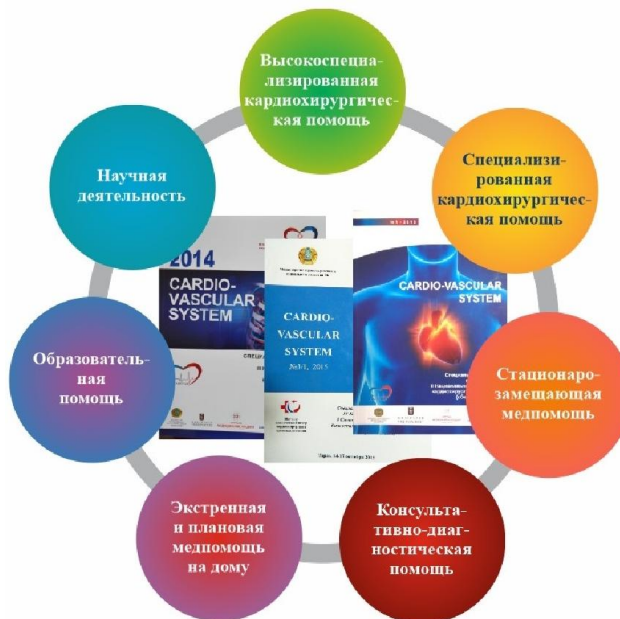 Высокоспециа-
лизированная
кардиохирургичес-
кая помощь
Специализи-
рованная
кардиохирургичес-
кая помощь
Стационаро-
замещающая
медпомощь
Консульта-
тивно-диаг-
ностическая
помощь
Экстренная
и плановая
медпомощь
на дому
Образователь-
ная
помощь
Научная
деятельность
2014
CARDIO-
VASCULAR
SYSTEM
CARDIO-
VASCULAR
SYSTEM
CARDIO-VASCULAR
SYSTEM